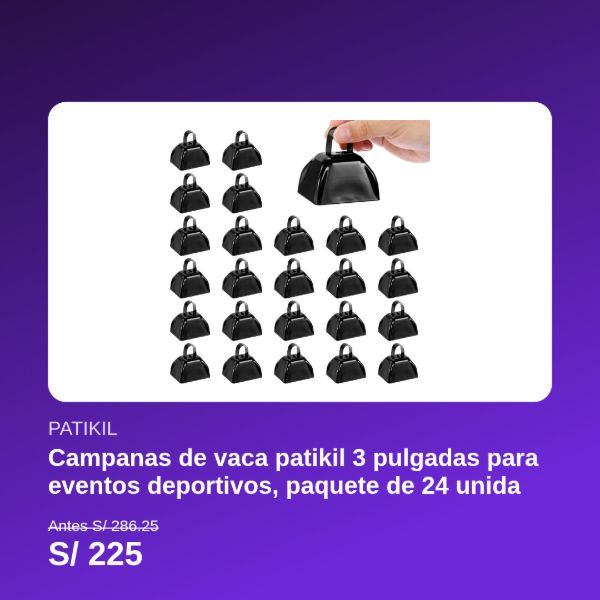 PATIKIL
Campanas de vaca patikil 3 pulgadas para
eventos deportivos, paquete de 24 unida
Antes S/ 286.25
S/ 225